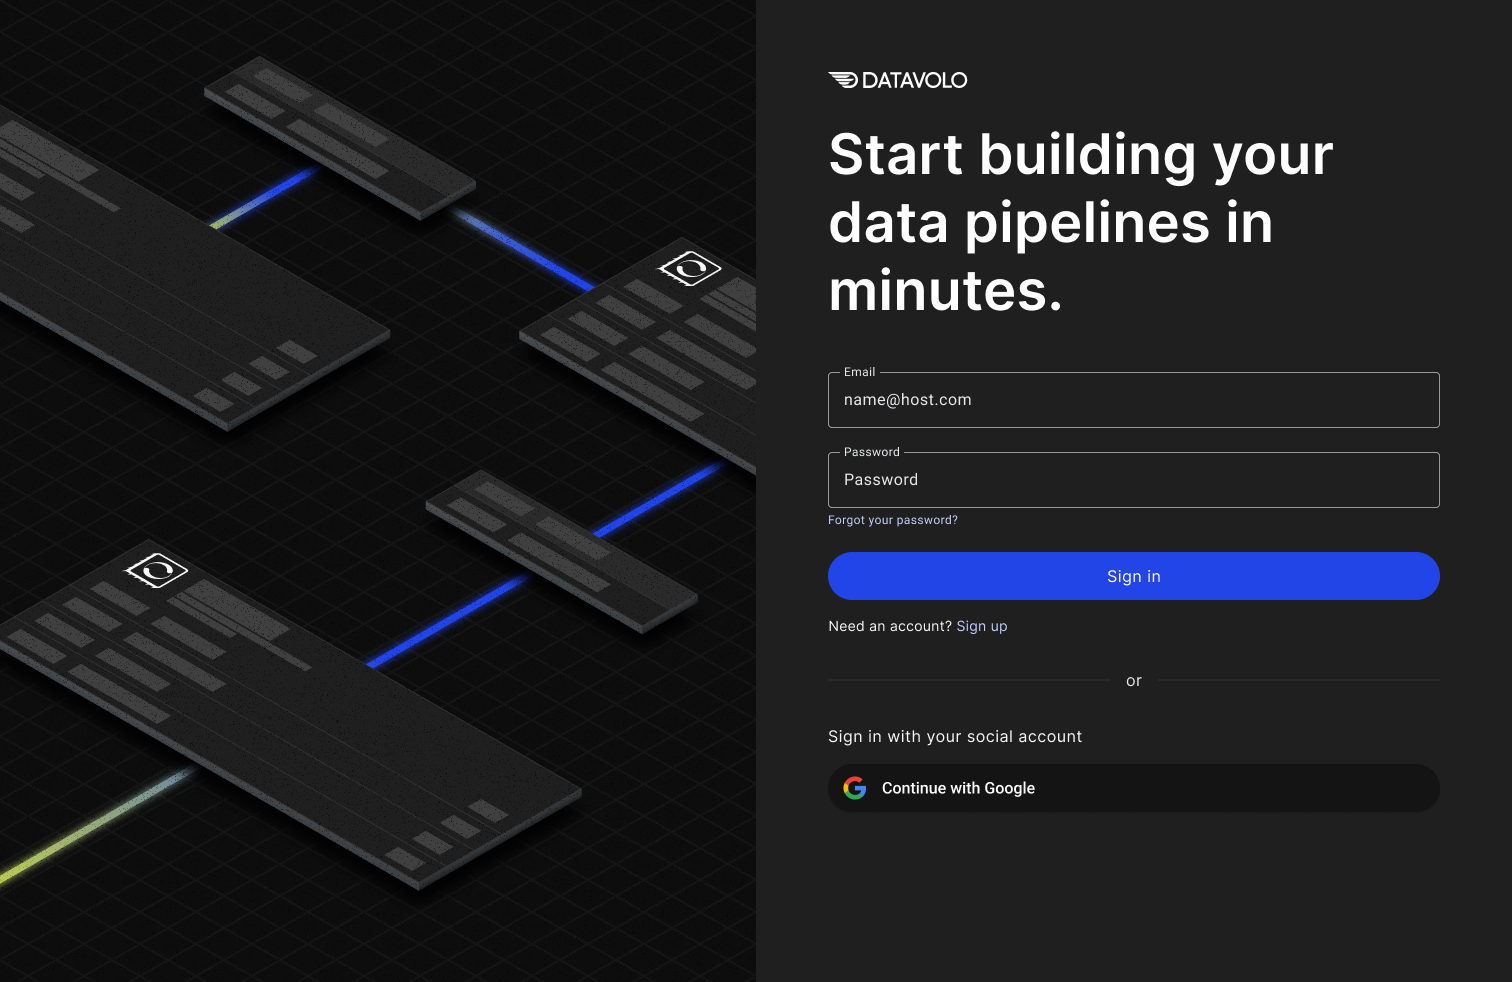 DATAVOLO
Start building your
data pipelines in
minutes.
Email
name@host.com
Password
Password
Forgot your password?
Sign in
Need an account? Sign up
or
Sign in with your social account
Continue with Google